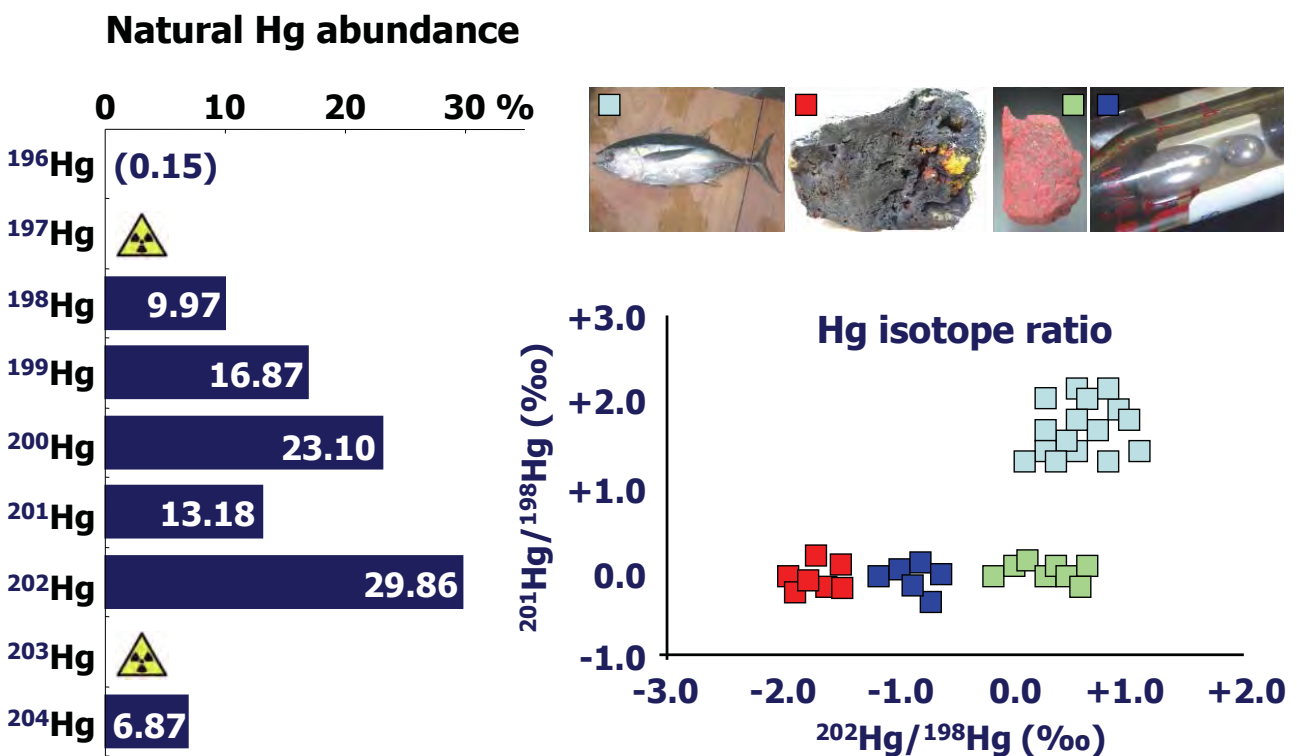 Natural Hg abundance
0 10 20 30 %
¹⁹⁶Hg (0.15)
¹⁹⁷Hg
¹⁹⁸Hg 9.97
¹⁹⁹Hg 16.87
²⁰⁰Hg 23.10
²⁰¹Hg 13.18
²⁰²Hg 29.86
²⁰³Hg
²⁰⁴Hg 6.87
Hg isotope ratio
²⁰¹Hg/¹⁹⁸Hg (‰)
+3.0
+2.0
+1.0
0.0
-1.0
-3.0 -2.0 -1.0 0.0 +1.0 +2.0
²⁰²Hg/¹⁹⁸Hg (‰)